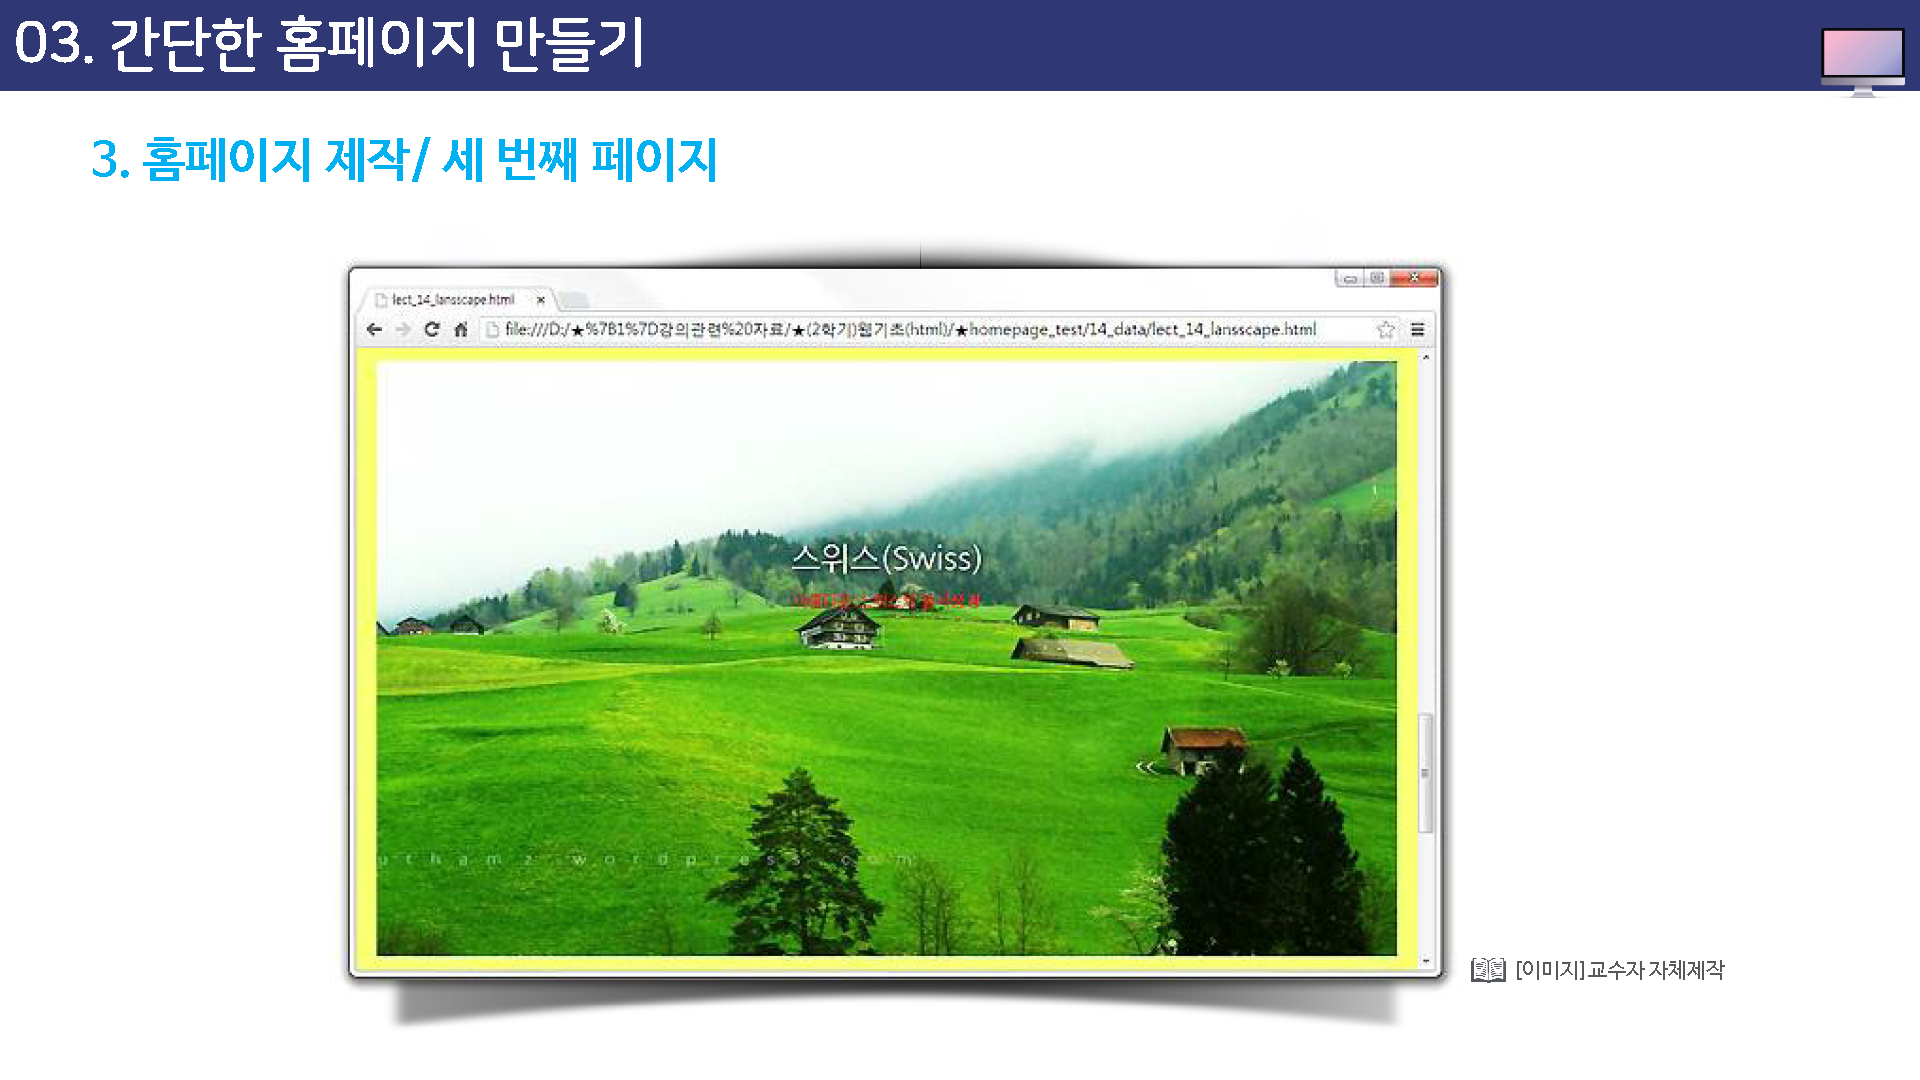 03. 간단한 홈페이지 만들기
3. 홈페이지 제작/ 세 번째 페이지
lect_14_lansscape.html
file:///D:/★%7B1%7D강의관련%20자료/★(2학기)웹기초(html)/★homepage_test/14_data/lect_14_lansscape.html
스위스(Swiss)
uthamz.wordpress.com
[이미지] 교수자 자체제작